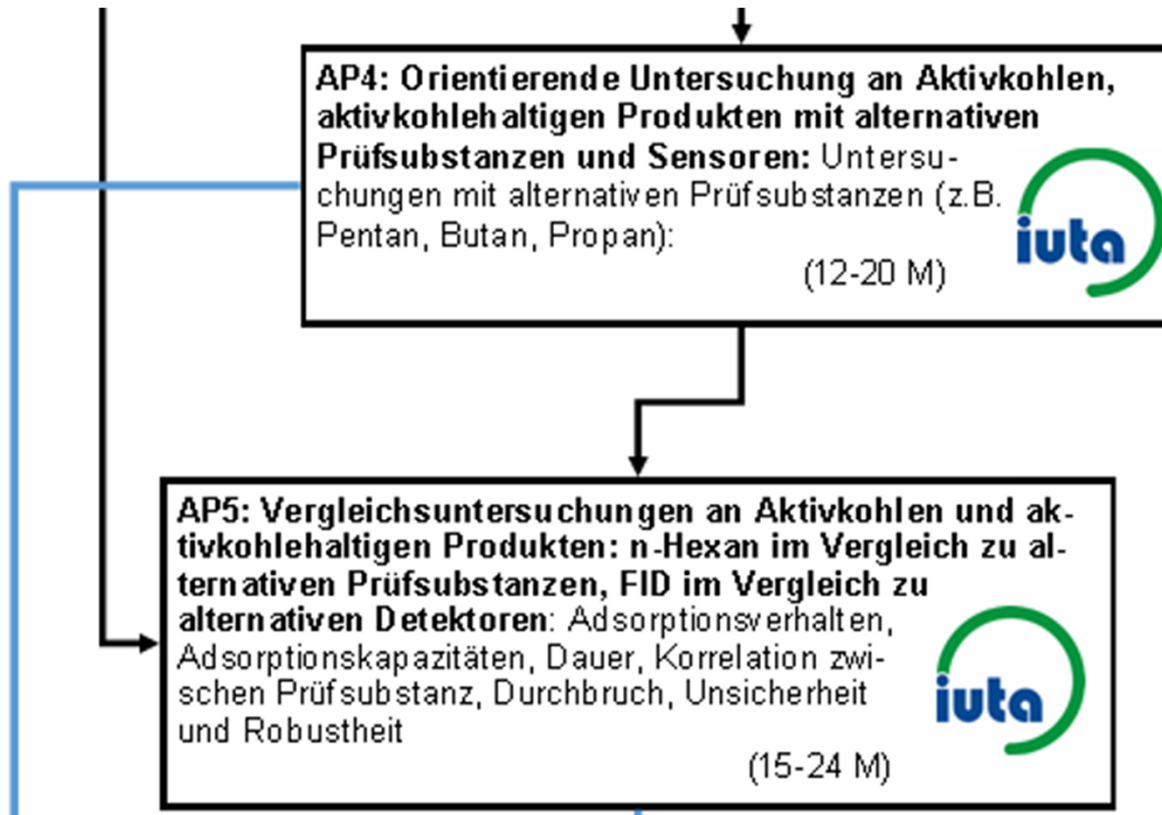 AP4: Orientierende Untersuchung an Aktivkohlen,
aktivkohlehaltigen Produkten mit alternativen
Prüfsubstanzen und Sensoren: Untersu-
chungen mit alternativen Prüfsubstanzen (z.B.
Pentan, Butan, Propan):
(12-20 M)
iuta
AP5: Vergleichsuntersuchungen an Aktivkohlen und ak-
tivkohlehaltigen Produkten: n-Hexan im Vergleich zu al-
ternativen Prüfsubstanzen, FID im Vergleich zu
alternativen Detektoren: Adsorptionsverhalten,
Adsorptionskapazitäten, Dauer, Korrelation zwi-
schen Prüfsubstanz, Durchbruch, Unsicherheit
und Robustheit
(15-24 M)
iuta